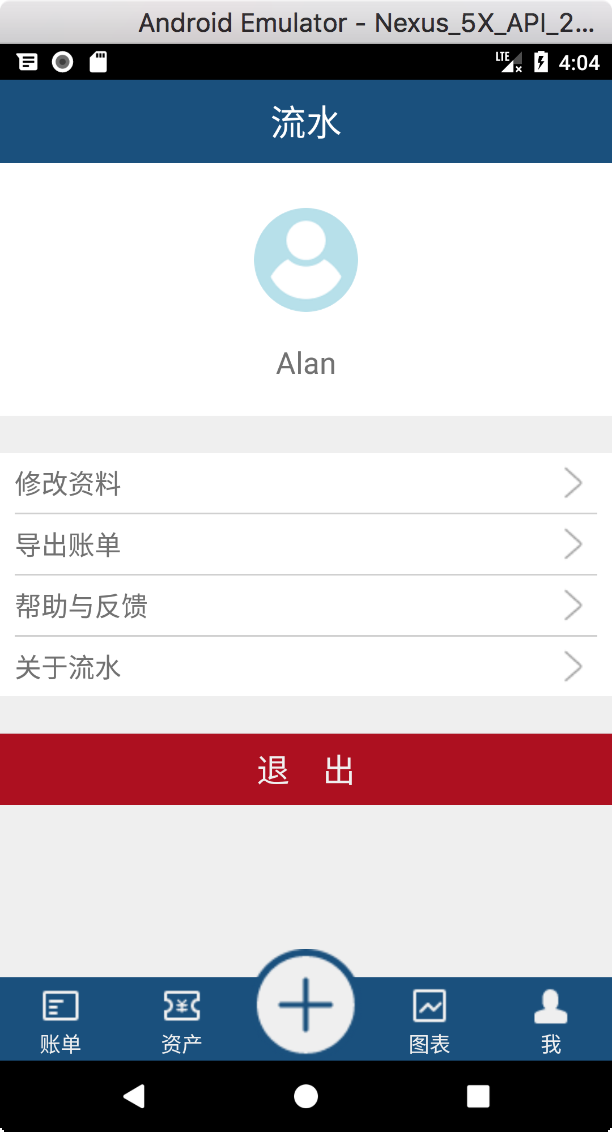 Android Emulator - Nexus_5X_API_2...
LTE 4:04
流水
Alan
修改资料
导出账单
帮助与反馈
关于流水
退 出
账单 资产 图表 我